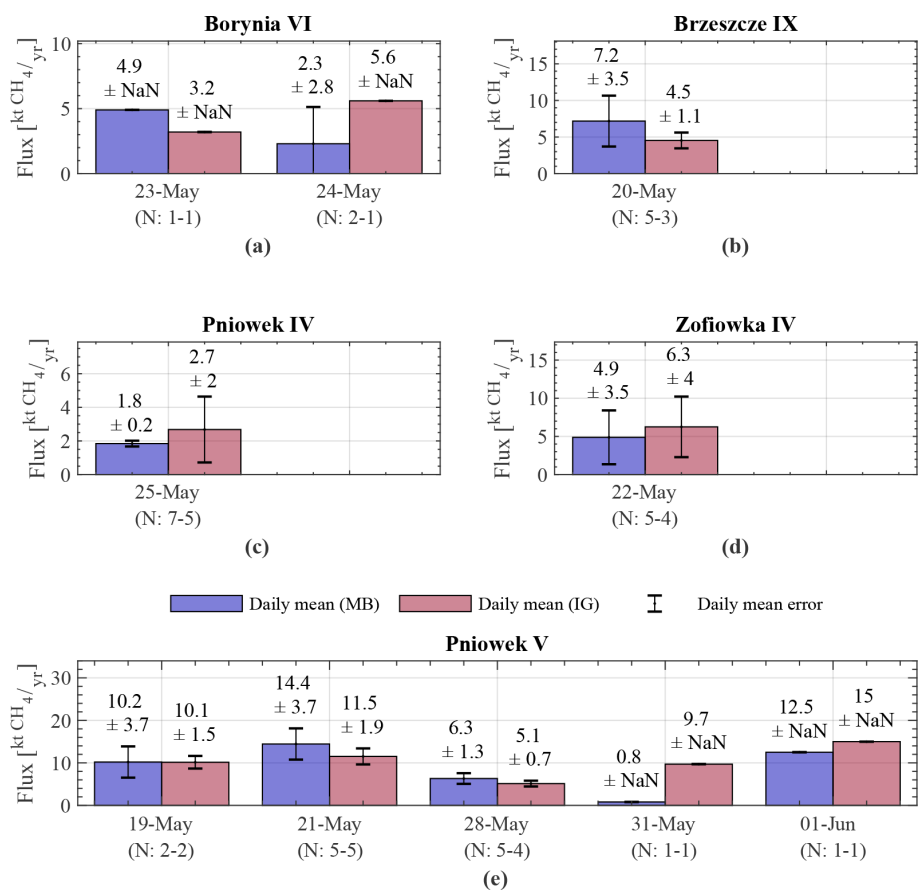 Borynia VI
Flux [kt CH4/yr]
10
5
0
4.9
± NaN
3.2
± NaN
2.3
± 2.8
5.6
± NaN
23-May
(N: 1-1)
24-May
(N: 2-1)
(a)
Brzeszcze IX
Flux [kt CH4/yr]
15
10
5
0
7.2
± 3.5
4.5
± 1.1
20-May
(N: 5-3)
(b)
Pniowek IV
Flux [kt CH4/yr]
6
4
2
0
1.8
± 0.2
2.7
± 2
25-May
(N: 7-5)
(c)
Zofiowka IV
Flux [kt CH4/yr]
15
10
5
0
4.9
± 3.5
6.3
± 4
22-May
(N: 5-4)
(d)
Daily mean (MB) Daily mean (IG) Daily mean error
Pniowek V
Flux [kt CH4/yr]
30
20
10
0
10.2
± 3.7
10.1
± 1.5
14.4
± 3.7
11.5
± 1.9
6.3
± 1.3
5.1
± 0.7
0.8
± NaN
9.7
± NaN
12.5
± NaN
15
± NaN
19-May
(N: 2-2)
21-May
(N: 5-5)
28-May
(N: 5-4)
31-May
(N: 1-1)
01-Jun
(N: 1-1)
(e)